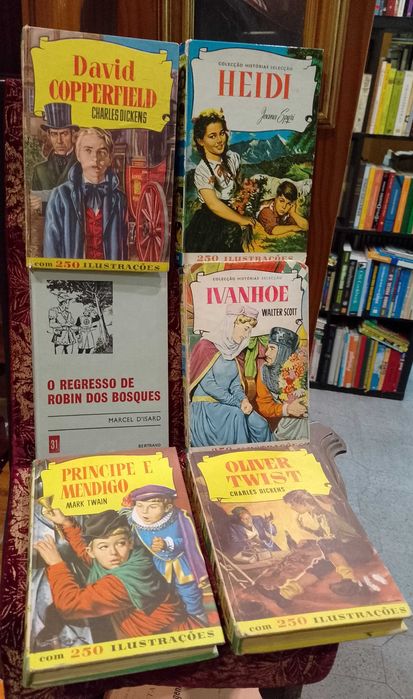 David
COPPERFIELD
CHARLES DICKENS
com 250 ILUSTRAÇÕES
COLECÇÃO HISTÓRIAS SELECÇÃO
HEIDI
Joana Spyri
250 ILUSTRAÇÕES
O REGRESSO DE
ROBIN DOS BOSQUES
MARCEL D'ISARD
31
BERTRAND
COLECÇÃO HISTÓRIAS SELECÇÃO
IVANHOE
WALTER SCOTT
PRINCIPE E
MENDIGO
MARK TWAIN
com 250 ILUSTRAÇÕES
OLIVER
TWIST
CHARLES DICKENS
com 250 ILUSTRAÇÕES